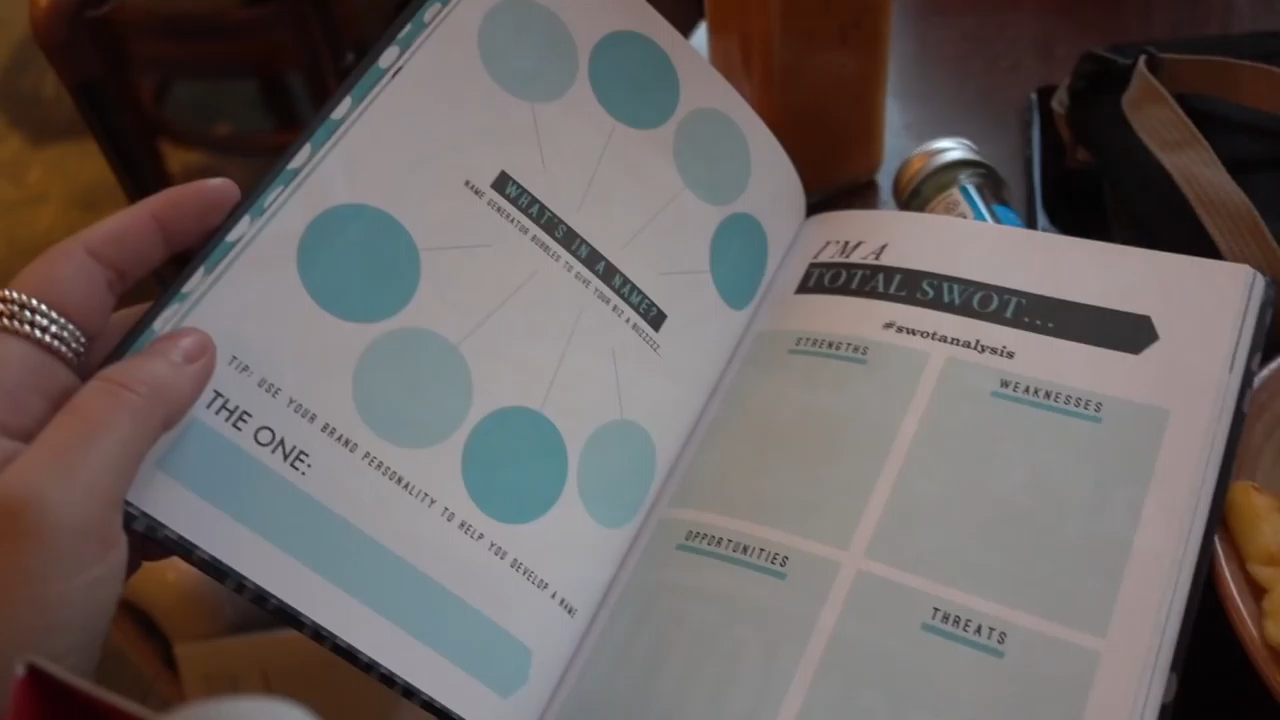 WHAT'S IN A NAME?
NAME GENERATOR BUBBLES TO GIVE YOUR BIZ A BUZZZZZ.
TIP: USE YOUR BRAND PERSONALITY TO HELP YOU DEVELOP A NAME
THE ONE:
I'M A
TOTAL SWOT...
#swotanalysis
STRENGTHS
WEAKNESSES
OPPORTUNITIES
THREATS